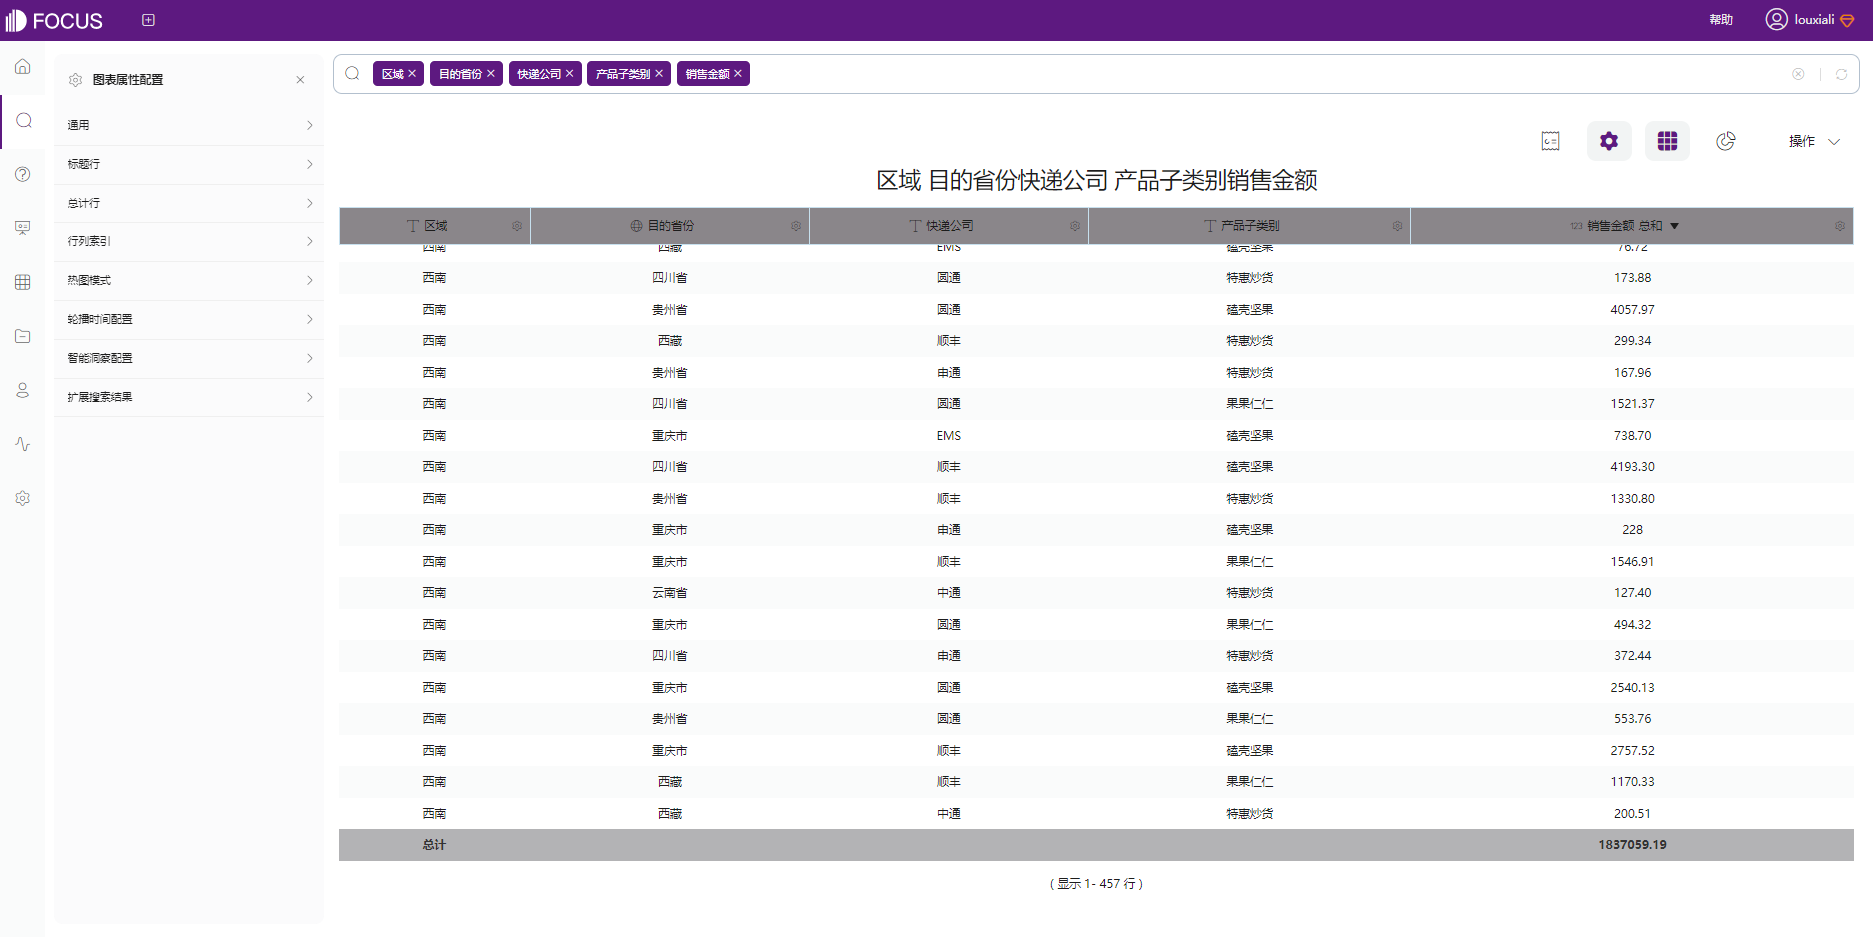 FOCUS
帮助 louxiali
图表属性配置
通用
标题行
总计行
行列索引
热图模式
轮播时间配置
智能洞察配置
扩展搜索结果
区域 目的省份 快递公司 产品子类别 销售金额
操作
区域 目的省份快递公司 产品子类别销售金额
区域 目的省份 快递公司 产品子类别 123 销售金额 总和
西南 西藏 EMS 磕壳坚果 76.72
西南 四川省 圆通 特惠炒货 173.88
西南 贵州省 圆通 磕壳坚果 4057.97
西南 西藏 顺丰 特惠炒货 299.34
西南 贵州省 申通 特惠炒货 167.96
西南 四川省 圆通 果果仁仁 1521.37
西南 重庆市 EMS 磕壳坚果 738.70
西南 四川省 顺丰 磕壳坚果 4193.30
西南 贵州省 顺丰 特惠炒货 1330.80
西南 重庆市 申通 磕壳坚果 228
西南 重庆市 顺丰 果果仁仁 1546.91
西南 云南省 中通 特惠炒货 127.40
西南 重庆市 圆通 果果仁仁 494.32
西南 四川省 申通 特惠炒货 372.44
西南 重庆市 圆通 磕壳坚果 2540.13
西南 贵州省 圆通 果果仁仁 553.76
西南 重庆市 顺丰 磕壳坚果 2757.52
西南 西藏 顺丰 果果仁仁 1170.33
西南 西藏 中通 特惠炒货 200.51
总计 1837059.19
( 显示 1- 457 行 )